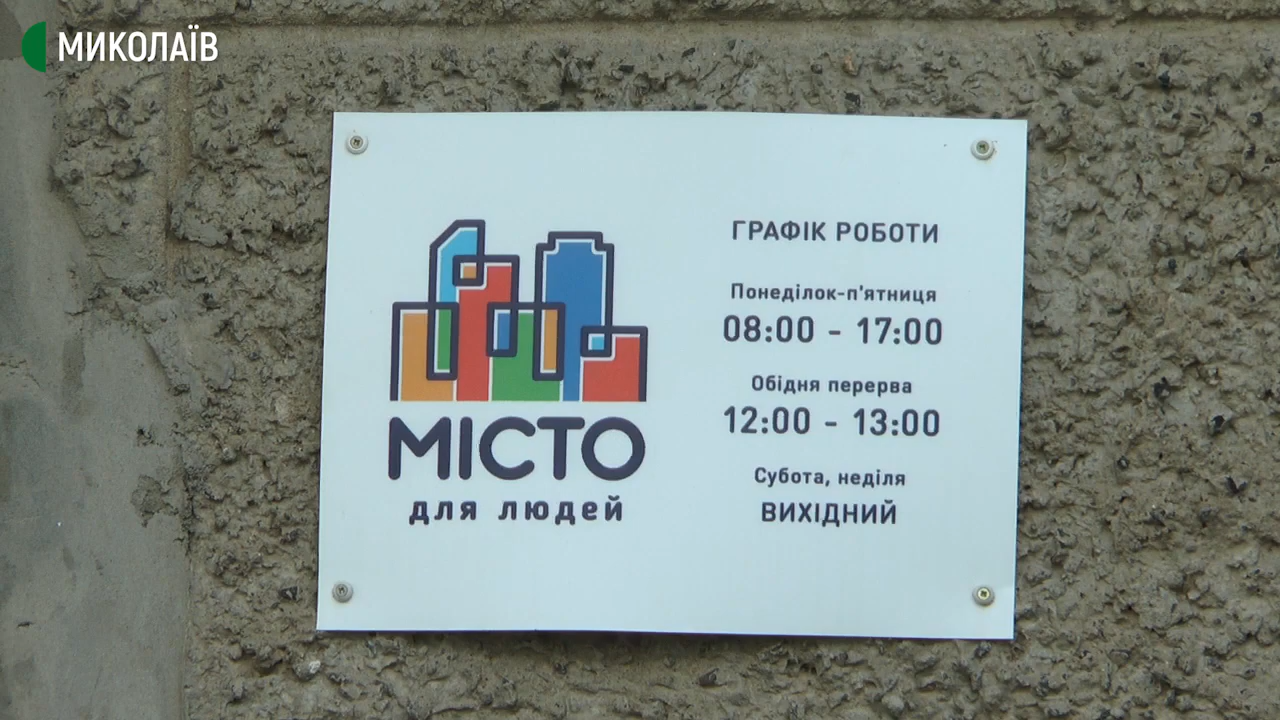 МИКОЛАЇВ
МІСТО
для людей
ГРАФІК РОБОТИ
Понеділок-п'ятниця
08:00 - 17:00
Обідня перерва
12:00 - 13:00
Субота, неділя
ВИХІДНИЙ